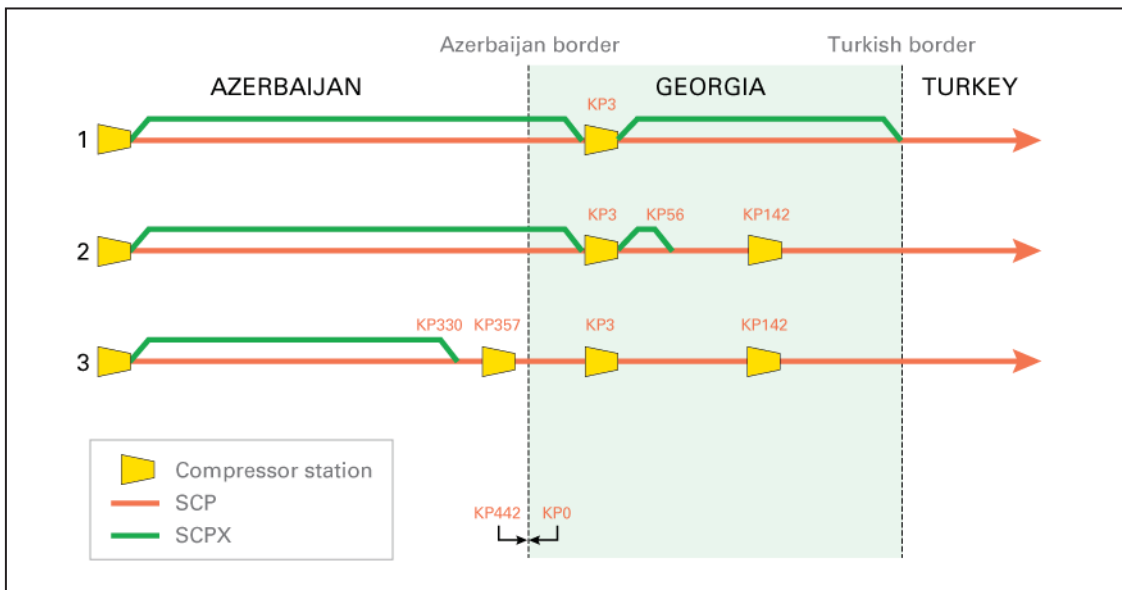 Azerbaijan border Turkish border
AZERBAIJAN GEORGIA TURKEY
KP3
1
KP3 KP56 KP142
2
KP330 KP357 KP3 KP142
3
Compressor station
SCP
SCPX
KP442 KP0